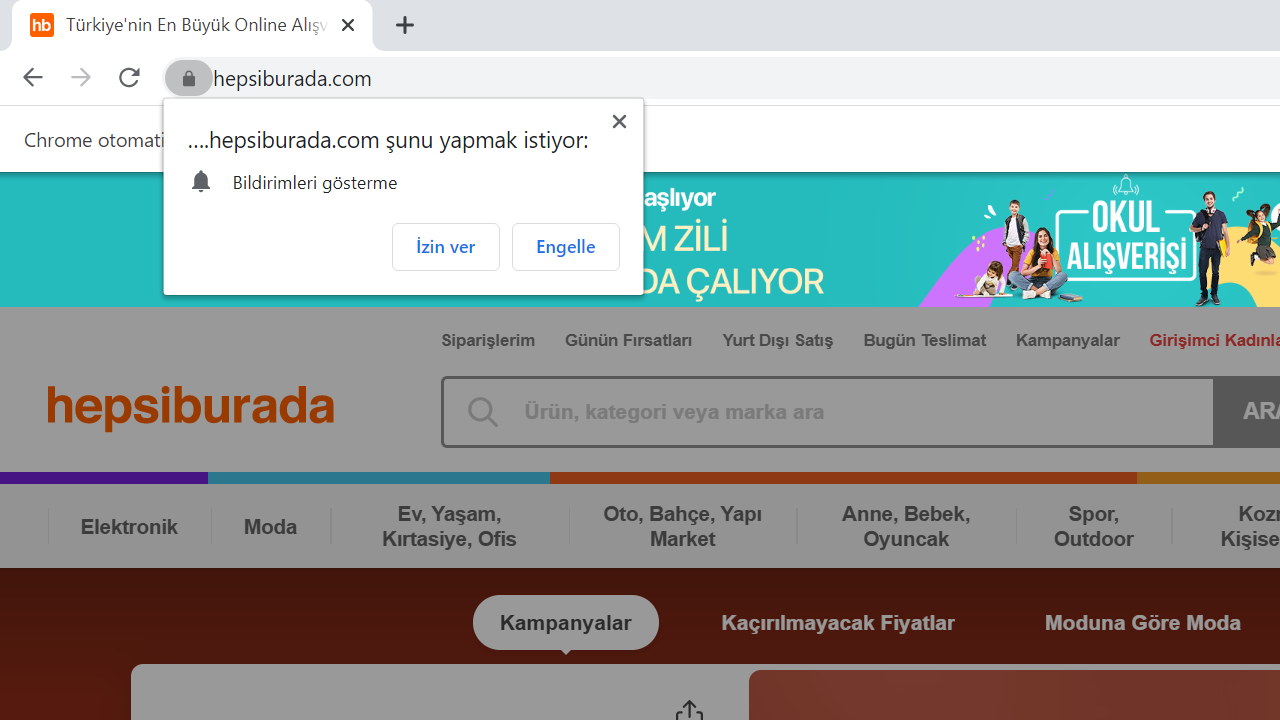 hb Türkiye'nin En Büyük Online Alışv
hepsiburada.com
Chrome otomati
....hepsiburada.com şunu yapmak istiyor:
Bildirimleri gösterme
İzin ver Engelle
aşlıyor
M ZİLİ
DA ÇALIYOR
OKUL
ALIŞVERİŞİ
Siparişlerim Günün Fırsatları Yurt Dışı Satış Bugün Teslimat Kampanyalar Girişimci Kadınla
hepsiburada
Ürün, kategori veya marka ara
ARA
Elektronik
Moda
Ev, Yaşam,
Kırtasiye, Ofis
Oto, Bahçe, Yapı
Market
Anne, Bebek,
Oyuncak
Spor,
Outdoor
Kozm
Kişise
Kampanyalar Kaçırılmayacak Fiyatlar Moduna Göre Moda